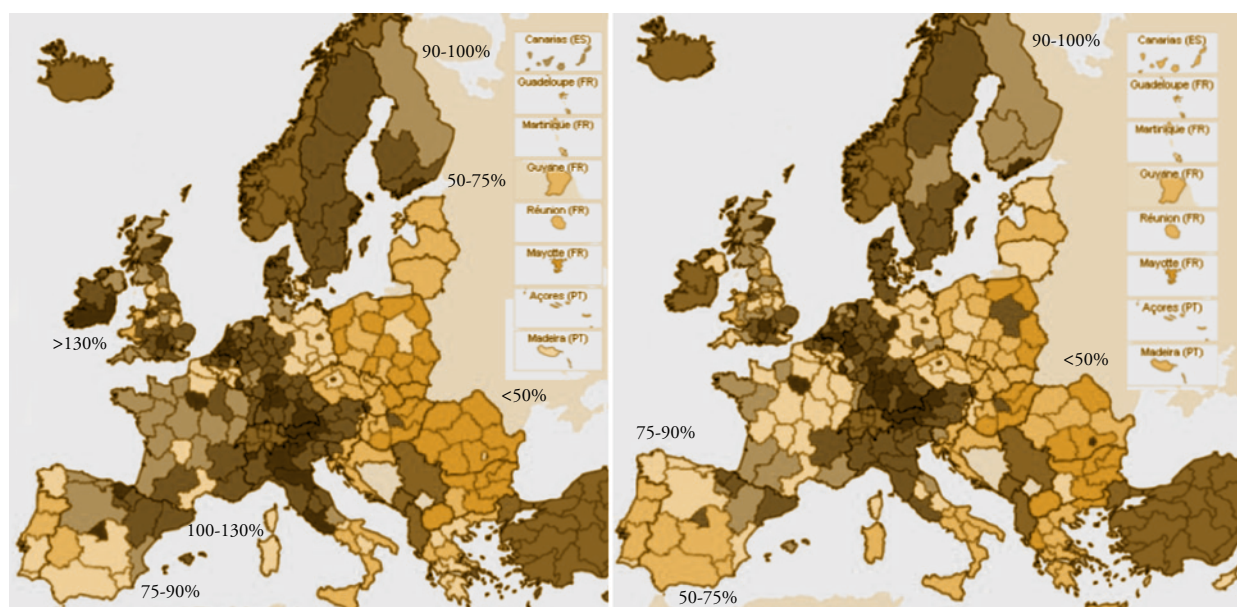 90-100%
Canarias (ES)
Guadeloupe (FR)
Martinique (FR)
50-75%
Guyane (FR)
Réunion (FR)
Mayotte (FR)
Açores (PT)
>130%
Madeira (PT)
<50%
100-130%
75-90%
90-100%
Canarias (ES)
Guadeloupe (FR)
Martinique (FR)
Guyane (FR)
Réunion (FR)
Mayotte (FR)
Açores (PT)
Madeira (PT)
<50%
75-90%
50-75%